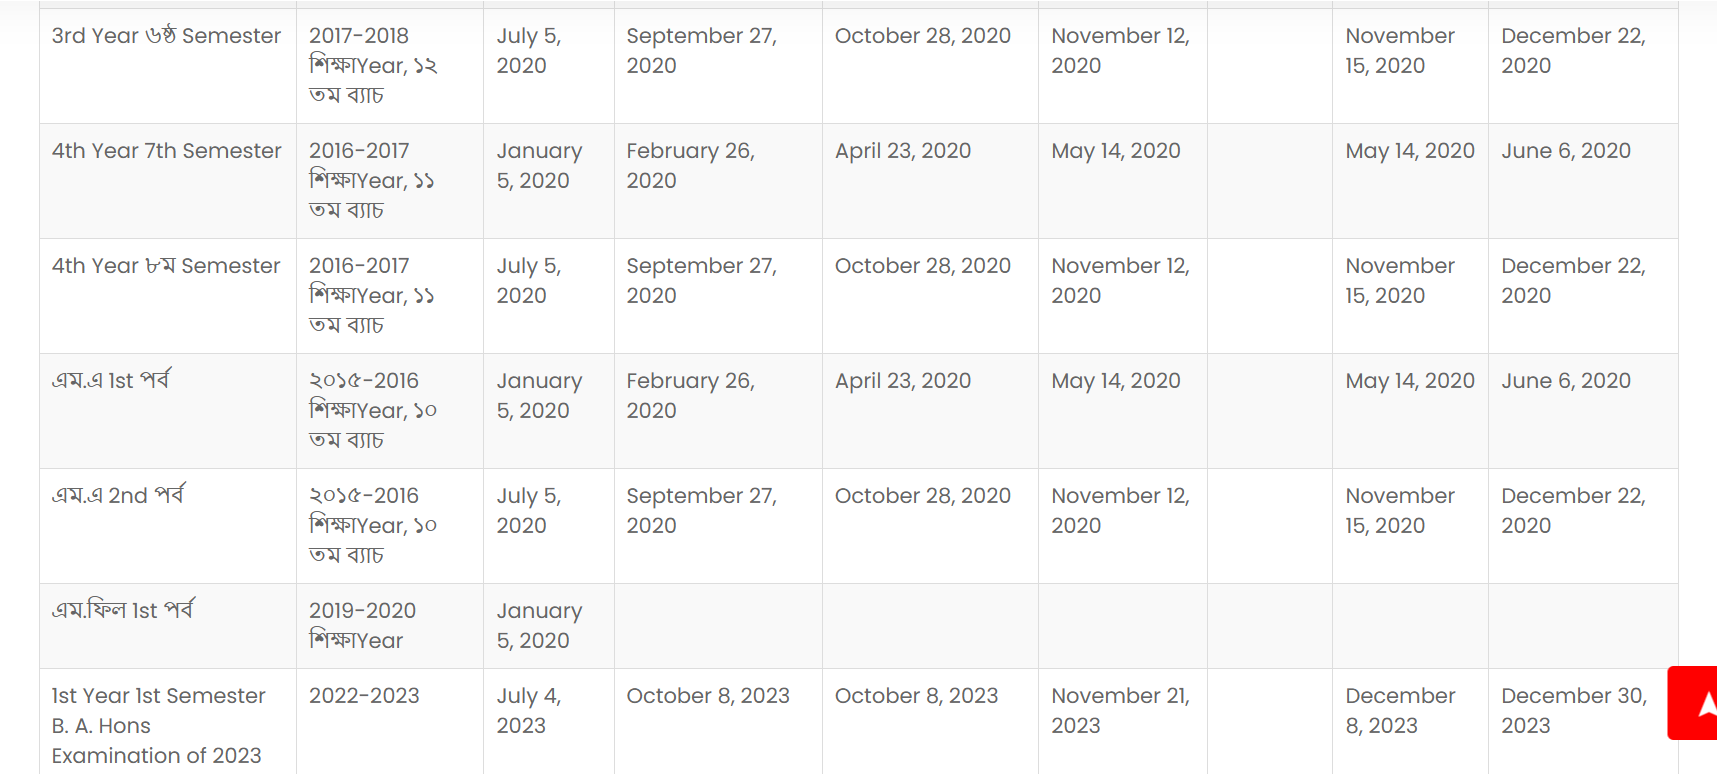 3rd Year ৬ষ্ঠ Semester
2017-2018
শিক্ষাYear, ১২
তম ব্যাচ
July 5,
2020
September 27,
2020
October 28, 2020
November 12,
2020
November
15, 2020
December 22,
2020
4th Year 7th Semester
2016-2017
শিক্ষাYear, ১১
তম ব্যাচ
January
5, 2020
February 26,
2020
April 23, 2020
May 14, 2020
May 14, 2020
June 6, 2020
4th Year ৮ম Semester
2016-2017
শিক্ষাYear, ১১
তম ব্যাচ
July 5,
2020
September 27,
2020
October 28, 2020
November 12,
2020
November
15, 2020
December 22,
2020
এম.এ 1st পর্ব
২০১৫-2016
শিক্ষাYear, ১০
তম ব্যাচ
January
5, 2020
February 26,
2020
April 23, 2020
May 14, 2020
May 14, 2020
June 6, 2020
এম.এ 2nd পর্ব
২০১৫-2016
শিক্ষাYear, ১০
তম ব্যাচ
July 5,
2020
September 27,
2020
October 28, 2020
November 12,
2020
November
15, 2020
December 22,
2020
এম.ফিল 1st পর্ব
2019-2020
শিক্ষাYear
January
5, 2020
1st Year 1st Semester
B. A. Hons
Examination of 2023
2022-2023
July 4,
2023
October 8, 2023
October 8, 2023
November 21,
2023
December
8, 2023
December 30,
2023